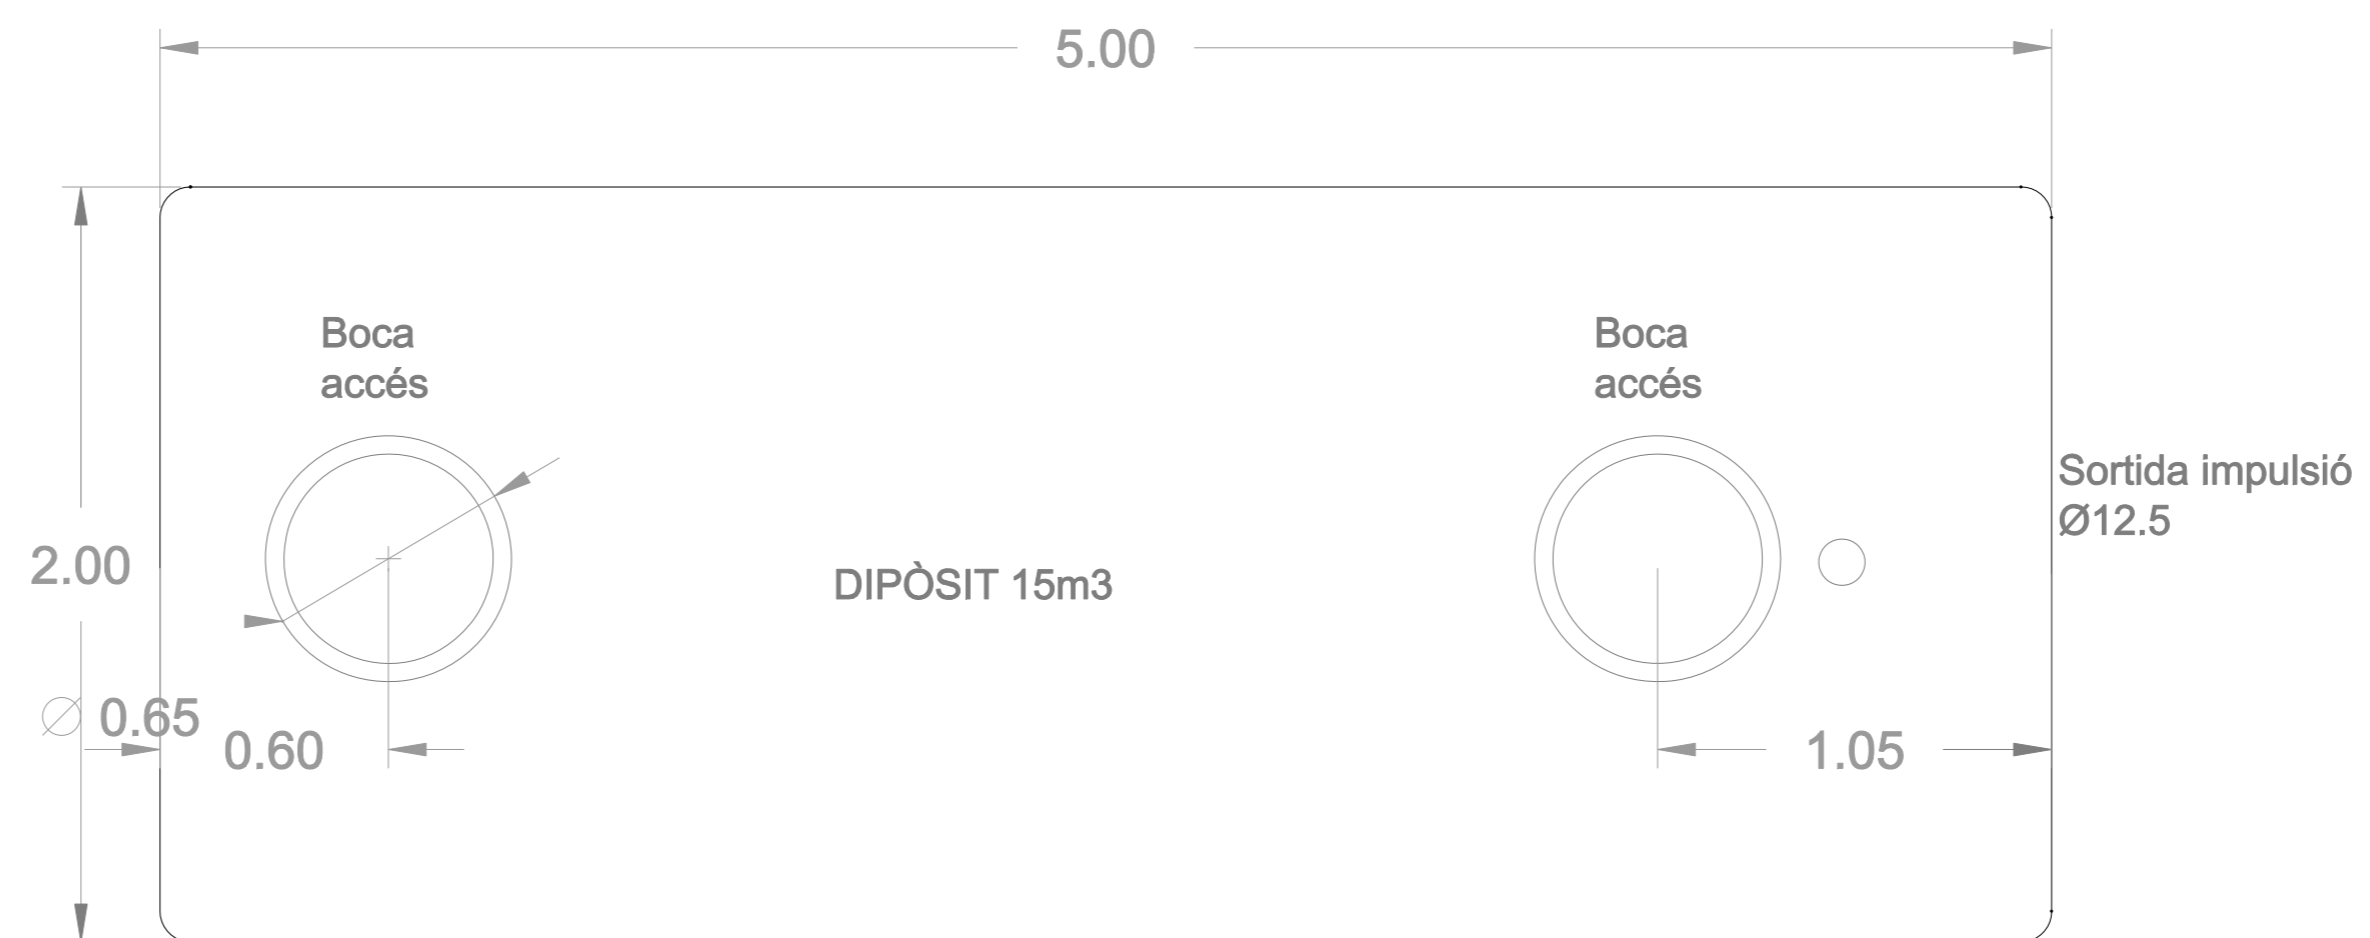 5.00
Boca
accés
Boca
accés
Sortida impulsió
Ø12.5
2.00
DIPÒSIT 15m3
Ø 0.65
0.60
1.05